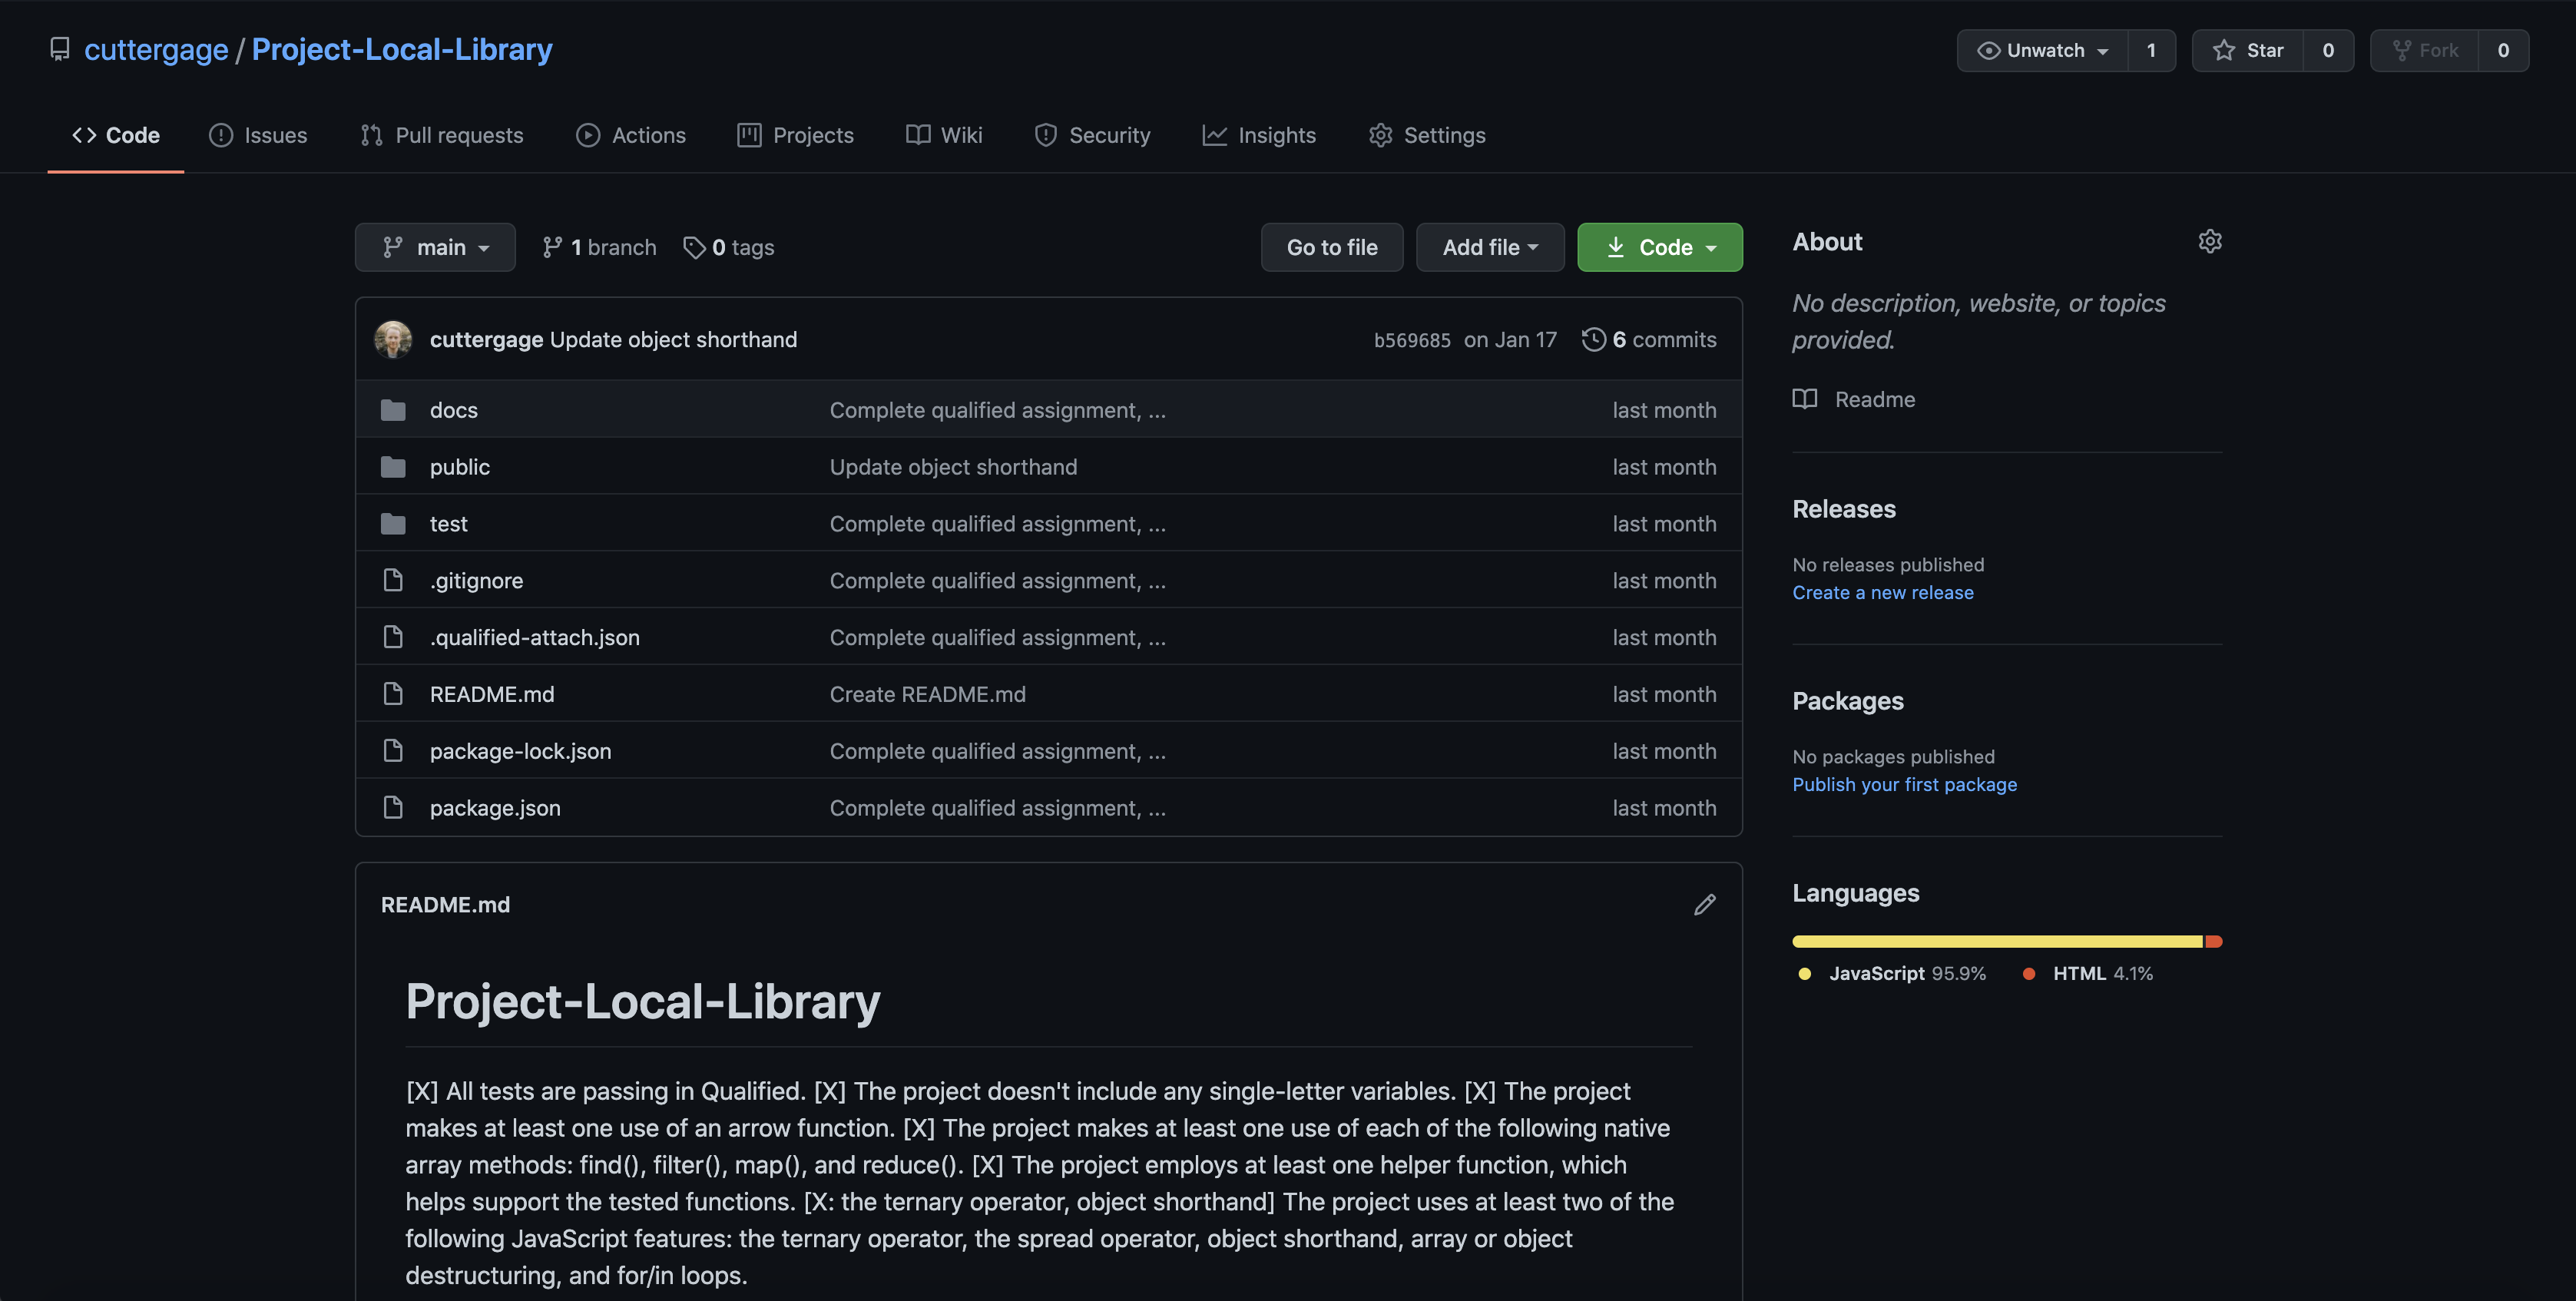 cuttergage / Project-Local-Library
Unwatch 1 Star 0 Fork 0
Code Issues Pull requests Actions Projects Wiki Security Insights Settings
main 1 branch 0 tags Go to file Add file Code
cuttergage Update object shorthand b569685 on Jan 17 6 commits
docs Complete qualified assignment, ... last month
public Update object shorthand last month
test Complete qualified assignment, ... last month
.gitignore Complete qualified assignment, ... last month
.qualified-attach.json Complete qualified assignment, ... last month
README.md Create README.md last month
package-lock.json Complete qualified assignment, ... last month
package.json Complete qualified assignment, ... last month
README.md
Project-Local-Library
[X] All tests are passing in Qualified. [X] The project doesn't include any single-letter variables. [X] The project
makes at least one use of an arrow function. [X] The project makes at least one use of each of the following native
array methods: find(), filter(), map(), and reduce(). [X] The project employs at least one helper function, which
helps support the tested functions. [X: the ternary operator, object shorthand] The project uses at least two of the
following JavaScript features: the ternary operator, the spread operator, object shorthand, array or object
destructuring, and for/in loops.
About
No description, website, or topics
provided.
Readme
Releases
No releases published
Create a new release
Packages
No packages published
Publish your first package
Languages
JavaScript 95.9% HTML 4.1%